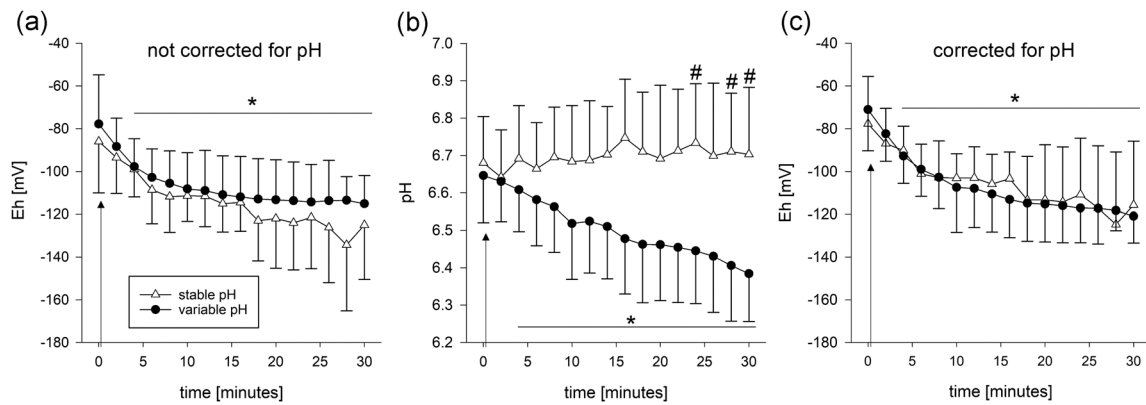 (a)
not corrected for pH
Eh [mV]
-40
-60
-80
-100
-120
-140
-160
-180
*
stable pH
variable pH
0 5 10 15 20 25 30
time [minutes]
(b)
pH
7.0
6.9
6.8
6.7
6.6
6.5
6.4
6.3
6.2
# # #
*
0 5 10 15 20 25 30
time [minutes]
(c)
corrected for pH
Eh [mV]
-40
-60
-80
-100
-120
-140
-160
-180
*
0 5 10 15 20 25 30
time [minutes]